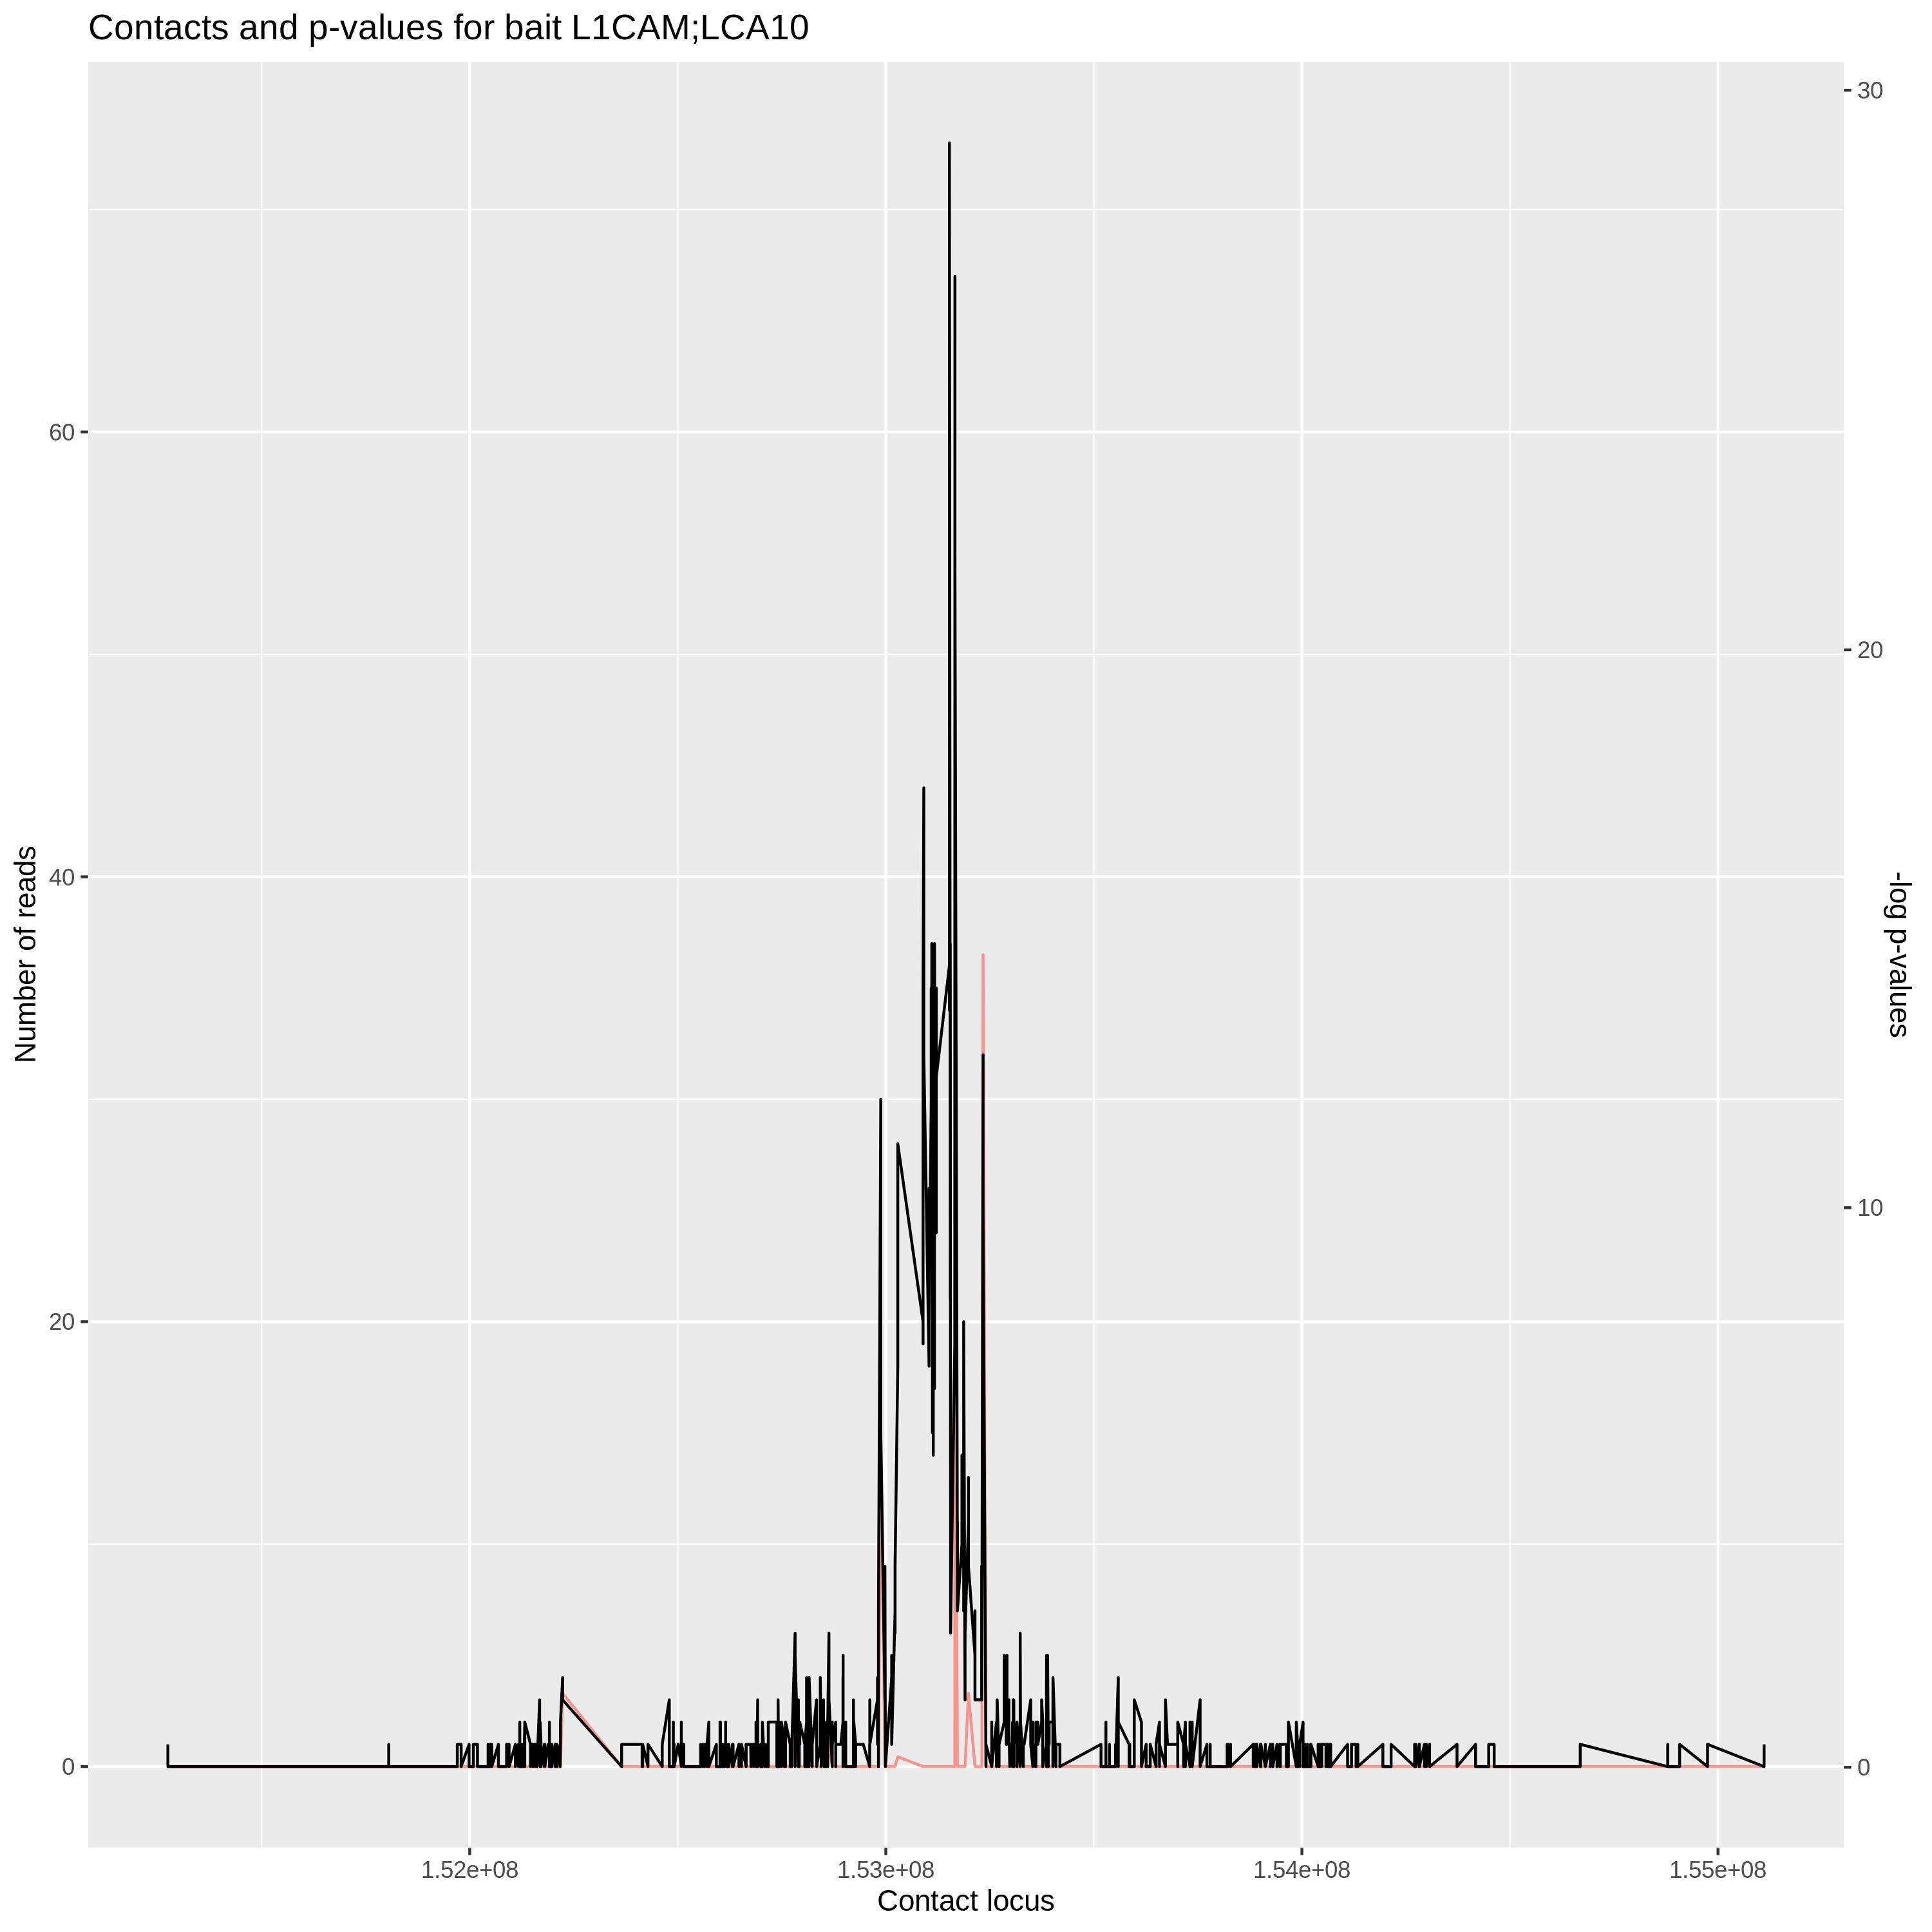 Contacts and p-values for bait L1CAM;LCA10
Number of reads
60
40
20
0
30
20
10
0
-log p-values
1.52e+08 1.53e+08 1.54e+08 1.55e+08
Contact locus